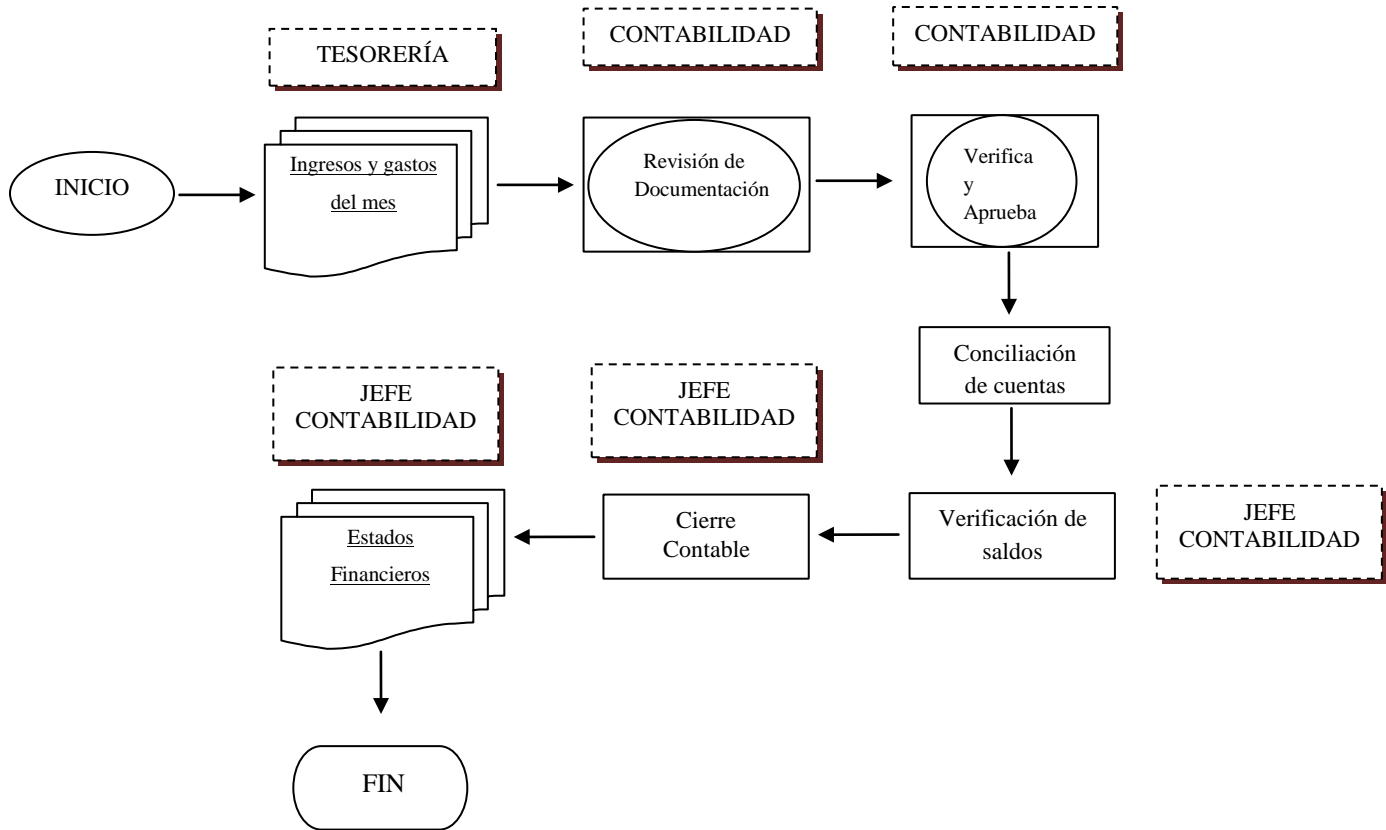 TESORERÍA
CONTABILIDAD
CONTABILIDAD
INICIO
Ingresos y gastos
del mes
Revisión de
Documentación
Verifica
y
Aprueba
Conciliación
de cuentas
JEFE
CONTABILIDAD
JEFE
CONTABILIDAD
JEFE
CONTABILIDAD
Verificación de
saldos
Cierre
Contable
Estados
Financieros
FIN